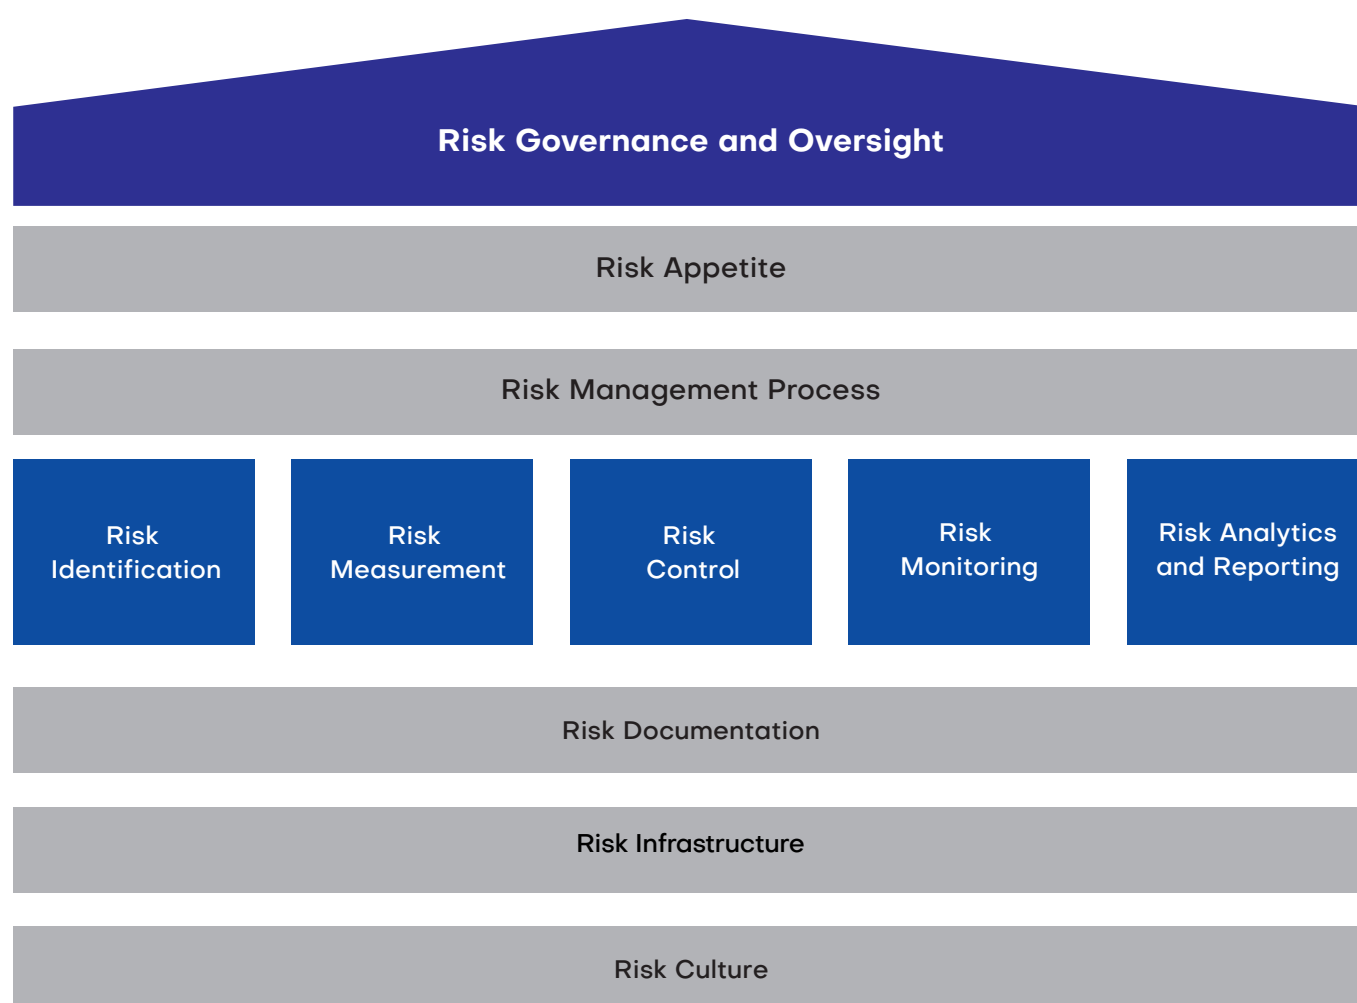 Risk Governance and Oversight
Risk Appetite
Risk Management Process
Risk
Identification
Risk
Measurement
Risk
Control
Risk
Monitoring
Risk Analytics
and Reporting
Risk Documentation
Risk Infrastructure
Risk Culture